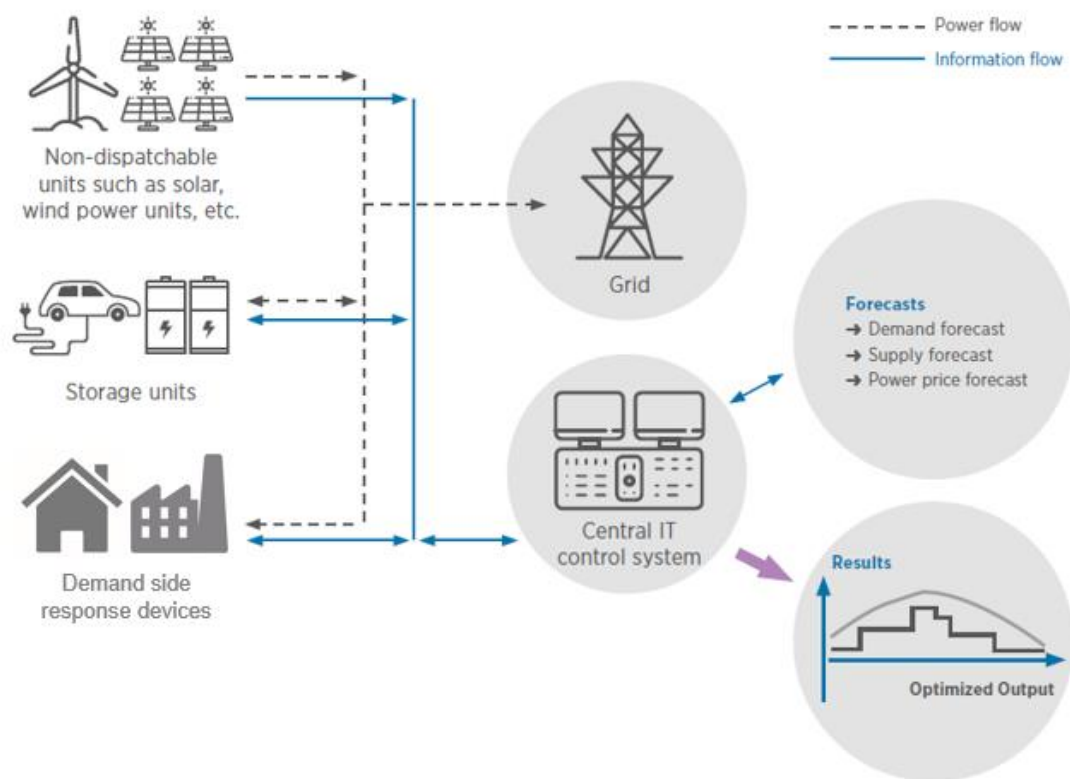 Power flow
Information flow
Non-dispatchable
units such as solar,
wind power units, etc.
Grid
Forecasts
➔ Demand forecast
➔ Supply forecast
➔ Power price forecast
Storage units
Central IT
control system
Demand side
response devices
Results
Optimized Output